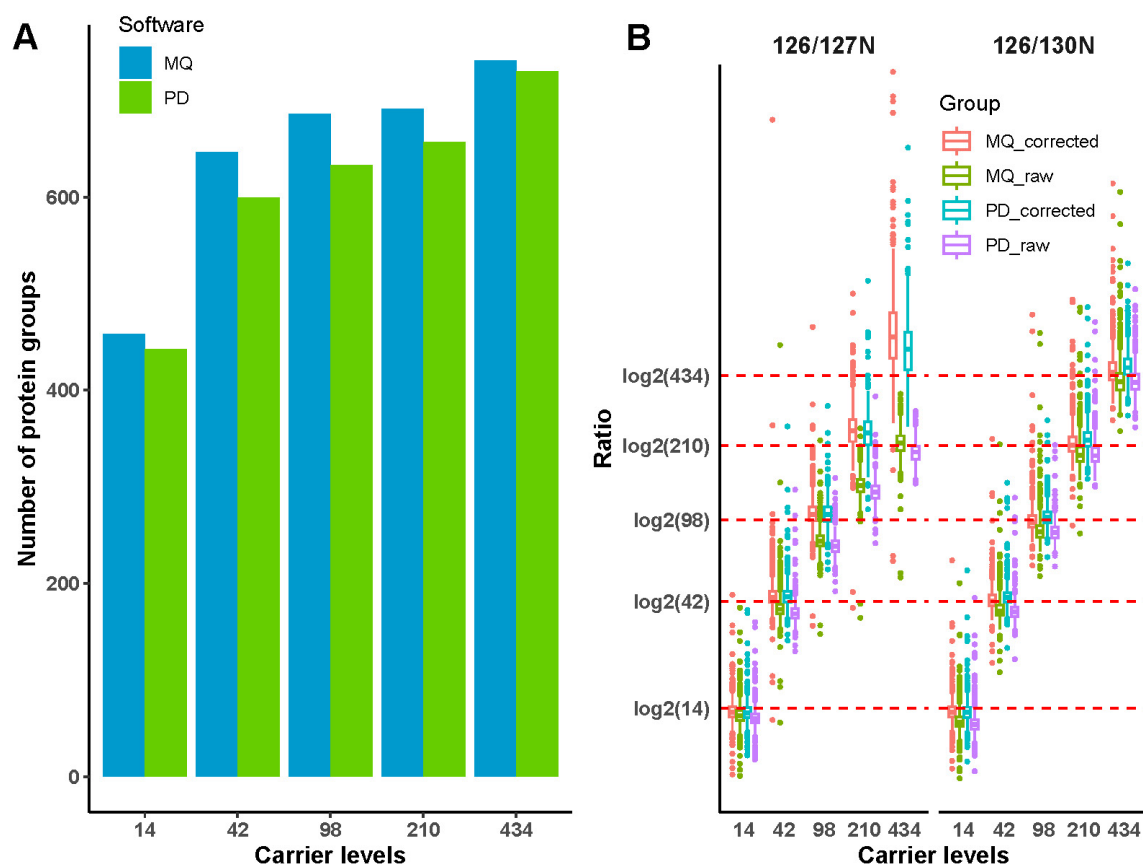 A
Software
MQ
PD
Number of protein groups
600
400
200
0
14 42 98 210 434
Carrier levels
B
126/127N 126/130N
Group
MQ_corrected
MQ_raw
PD_corrected
PD_raw
Ratio
log2(434)
log2(210)
log2(98)
log2(42)
log2(14)
14 42 98 210 434 14 42 98 210 434
Carrier levels